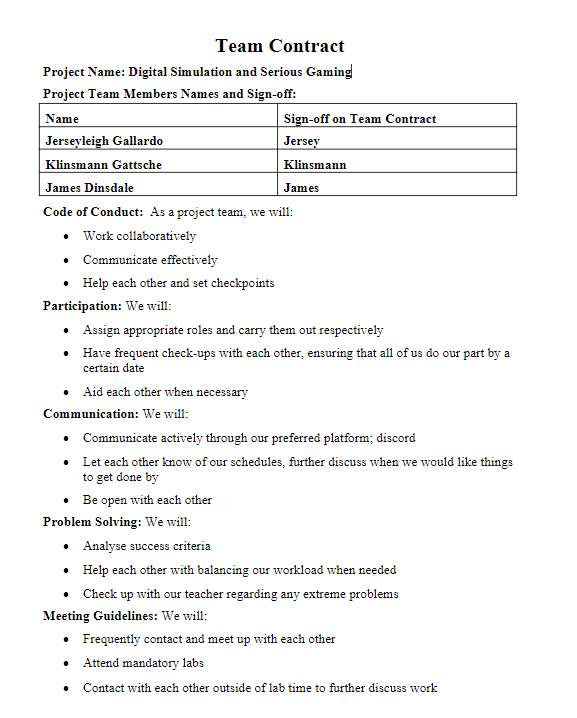 Team Contract
Project Name: Digital Simulation and Serious Gaming
Project Team Members Names and Sign-off:
Name Sign-off on Team Contract
Jerseyleigh Gallardo Jersey
Klinsmann Gattsche Klinsmann
James Dinsdale James
Code of Conduct: As a project team, we will:
• Work collaboratively
• Communicate effectively
• Help each other and set checkpoints
Participation: We will:
• Assign appropriate roles and carry them out respectively
• Have frequent check-ups with each other, ensuring that all of us do our part by a
certain date
• Aid each other when necessary
Communication: We will:
• Communicate actively through our preferred platform; discord
• Let each other know of our schedules, further discuss when we would like things
to get done by
• Be open with each other
Problem Solving: We will:
• Analyse success criteria
• Help each other with balancing our workload when needed
• Check up with our teacher regarding any extreme problems
Meeting Guidelines: We will:
• Frequently contact and meet up with each other
• Attend mandatory labs
• Contact with each other outside of lab time to further discuss work